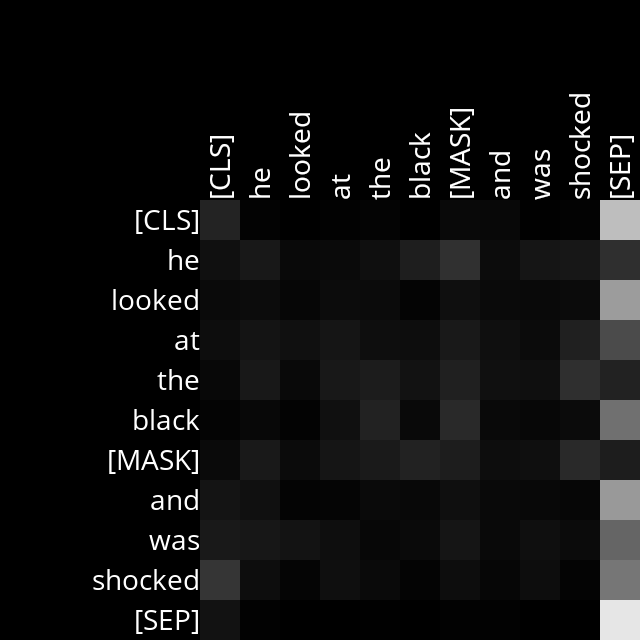 [CLS]
he
looked
at
the
black
[MASK]
and
was
shocked
[SEP]
[CLS]
he
looked
at
the
black
[MASK]
and
was
shocked
[SEP]